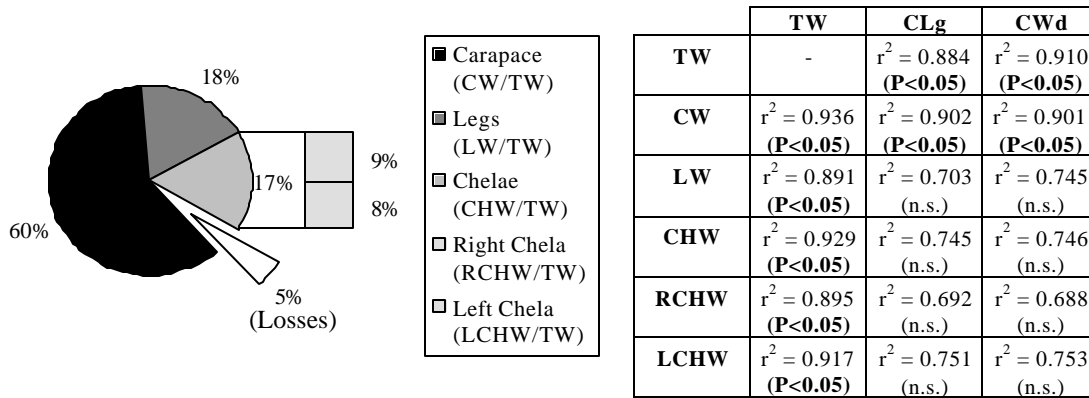 18%
17%
9%
8%
60%
5%
(Losses)
Carapace
(CW/TW)
Legs
(LW/TW)
Chelae
(CHW/TW)
Right Chela
(RCHW/TW)
Left Chela
(LCHW/TW)
TW CLg CWd
TW - r² = 0.884 r² = 0.910
(P<0.05) (P<0.05)
CW r² = 0.936 r² = 0.902 r² = 0.901
(P<0.05) (P<0.05) (P<0.05)
LW r² = 0.891 r² = 0.703 r² = 0.745
(P<0.05) (n.s.) (n.s.)
CHW r² = 0.929 r² = 0.745 r² = 0.746
(P<0.05) (n.s.) (n.s.)
RCHW r² = 0.895 r² = 0.692 r² = 0.688
(P<0.05) (n.s.) (n.s.)
LCHW r² = 0.917 r² = 0.751 r² = 0.753
(P<0.05) (n.s.) (n.s.)